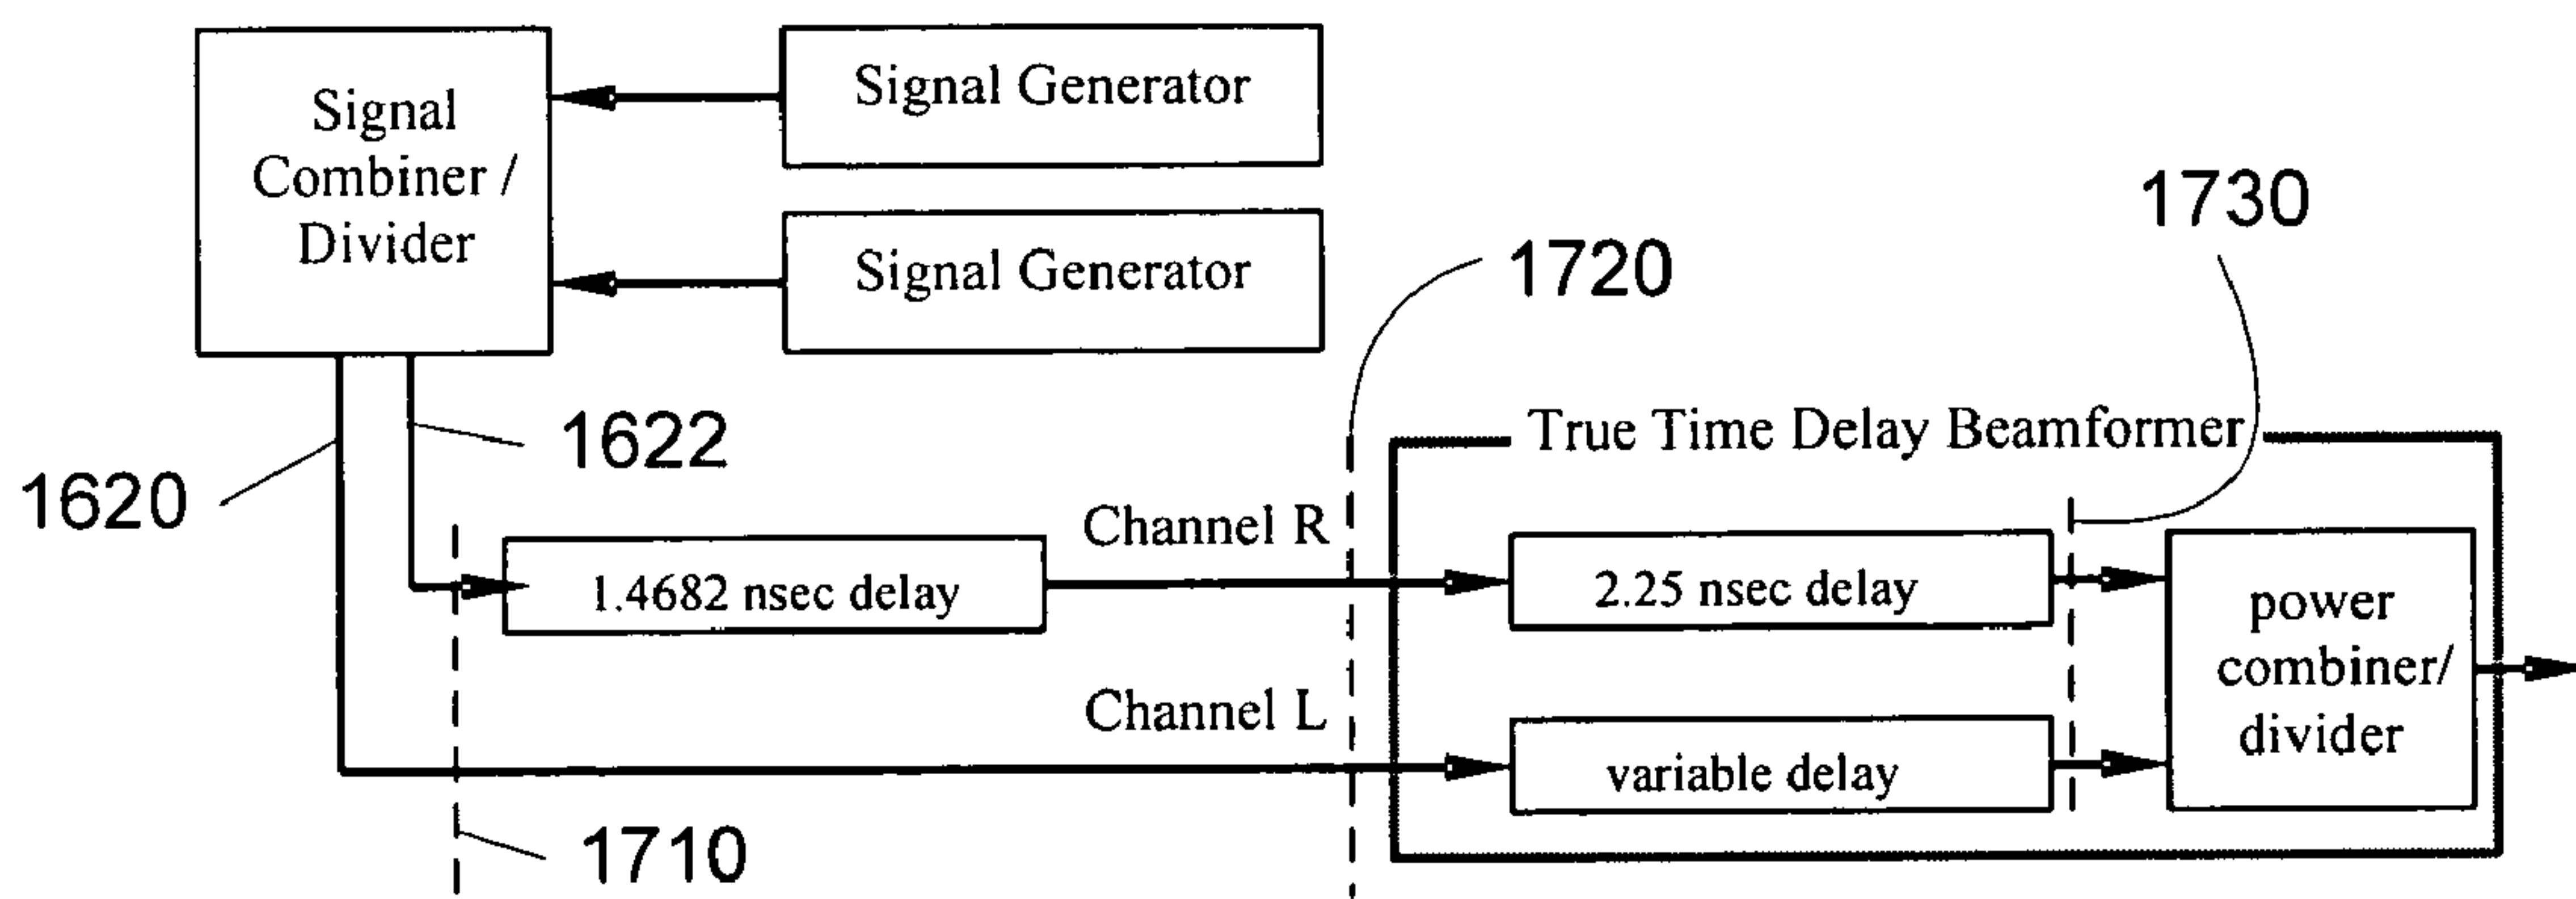 Signal
Combiner /
Divider
Signal Generator
Signal Generator
1730
1720
1622
True Time Delay Beamformer
1620
Channel R
1.4682 nsec delay
2.25 nsec delay
power
combiner/
divider
Channel L
variable delay
1710